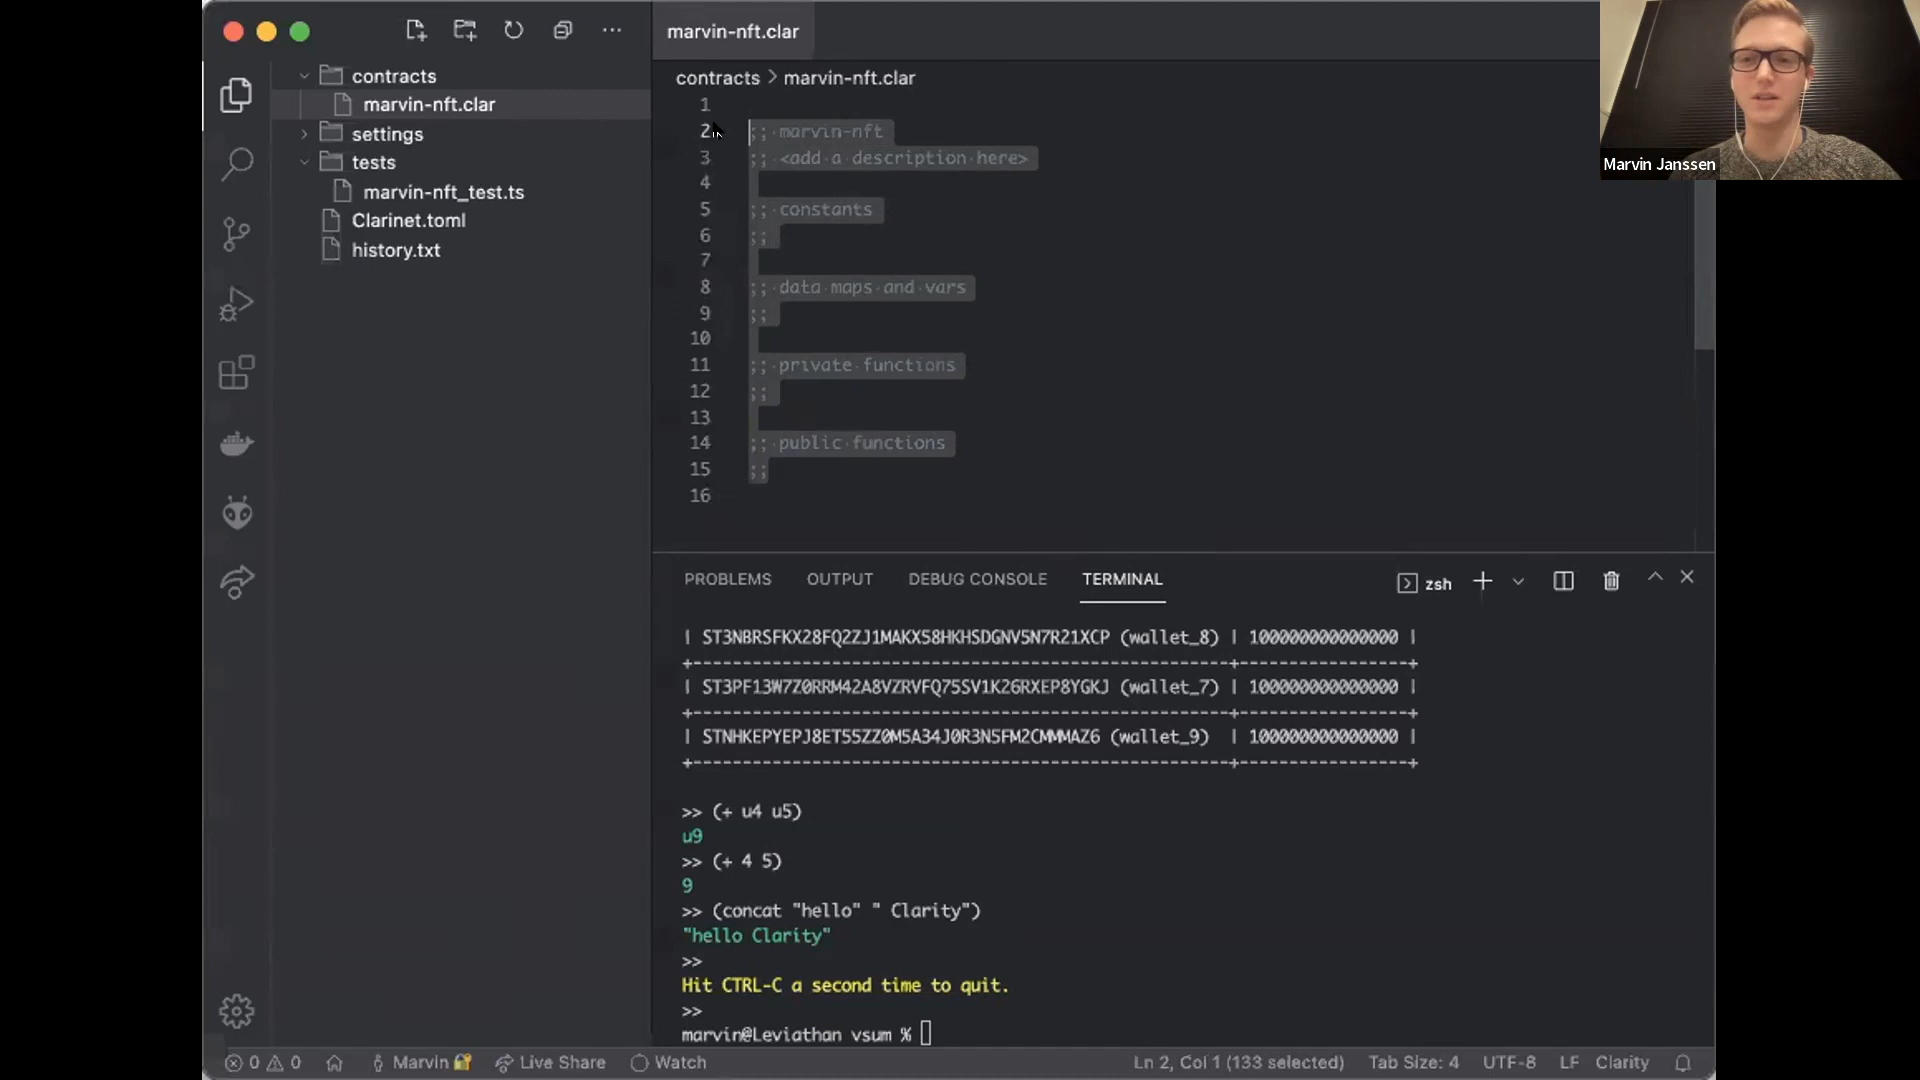 marvin-nft.clar
contracts
marvin-nft.clar
settings
tests
marvin-nft_test.ts
Clarinet.toml
history.txt
contracts > marvin-nft.clar
1
2 ;; marvin-nft
3 ;; <add a description here>
4
5 ;; constants
6 ;;
7
8 ;; data maps and vars
9 ;;
10
11 ;; private functions
12 ;;
13
14 ;; public functions
15 ;;
16
Marvin Janssen
PROBLEMS OUTPUT DEBUG CONSOLE TERMINAL zsh
| ST3NBRSFKX28FQ2ZJ1MAKX58HKHSDGNV5N7R21XCP (wallet_8) | 100000000000000 |
+------------------------------------------------------+-----------------+
| ST3PF13W7Z0RRM42A8VZRVFQ75SV1K26RXEP8YGKJ (wallet_7) | 100000000000000 |
+------------------------------------------------------+-----------------+
| STNHKEPYEPJ8ET55ZZ0M5A34J0R3N5FM2CMMMAZ6 (wallet_9) | 100000000000000 |
+------------------------------------------------------+-----------------+
>> (+ u4 u5)
u9
>> (+ 4 5)
9
>> (concat "hello" " Clarity")
"hello Clarity"
>>
Hit CTRL-C a second time to quit.
>>
marvin@Leviathan vsum %
0 0 Marvin Live Share Watch Ln 2, Col 1 (133 selected) Tab Size: 4 UTF-8 LF Clarity